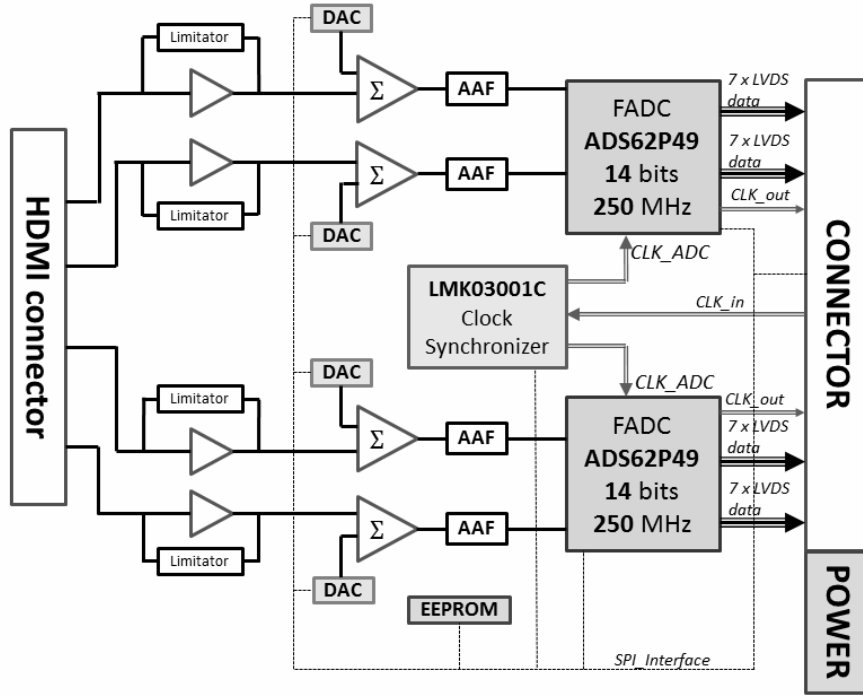 DAC
Limitator
7 x LVDS
data
Σ
AAF
FADC
ADS62P49
14 bits
250 MHz
7 x LVDS
data
Σ
AAF
CLK_out
Limitator
DAC
HDMI connector
CLK_ADC
LMK03001C
Clock
Synchronizer
CLK_in
CONNECTOR
DAC
CLK_ADC
Limitator
CLK_out
FADC
ADS62P49
14 bits
250 MHz
7 x LVDS
data
Σ
AAF
7 x LVDS
data
Σ
AAF
Limitator
DAC
EEPROM
POWER
SPI_Interface